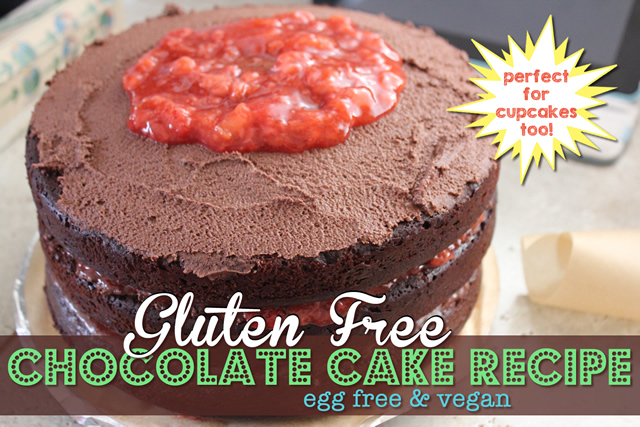 perfect
for
cupcakes
too!
Gluten Free
CHOCOLATE CAKE RECIPE
egg free & vegan